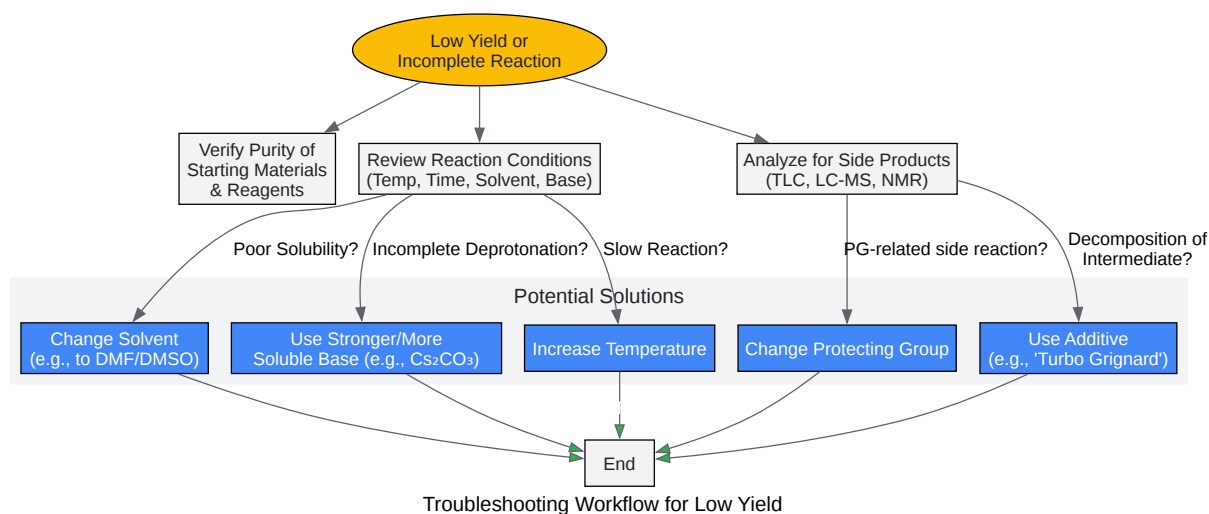 Low Yield or
Incomplete Reaction
Verify Purity of
Starting Materials
& Reagents
Review Reaction Conditions
(Temp, Time, Solvent, Base)
Analyze for Side Products
(TLC, LC-MS, NMR)
Poor Solubility?
Incomplete Deprotonation?
Slow Reaction?
PG-related side reaction?
Decomposition of
Intermediate?
Potential Solutions
Change Solvent
(e.g., to DMF/DMSO)
Use Stronger/More
Soluble Base (e.g., Cs₂CO₃)
Increase Temperature
Change Protecting Group
Use Additive
(e.g., 'Turbo Grignard')
End
Troubleshooting Workflow for Low Yield